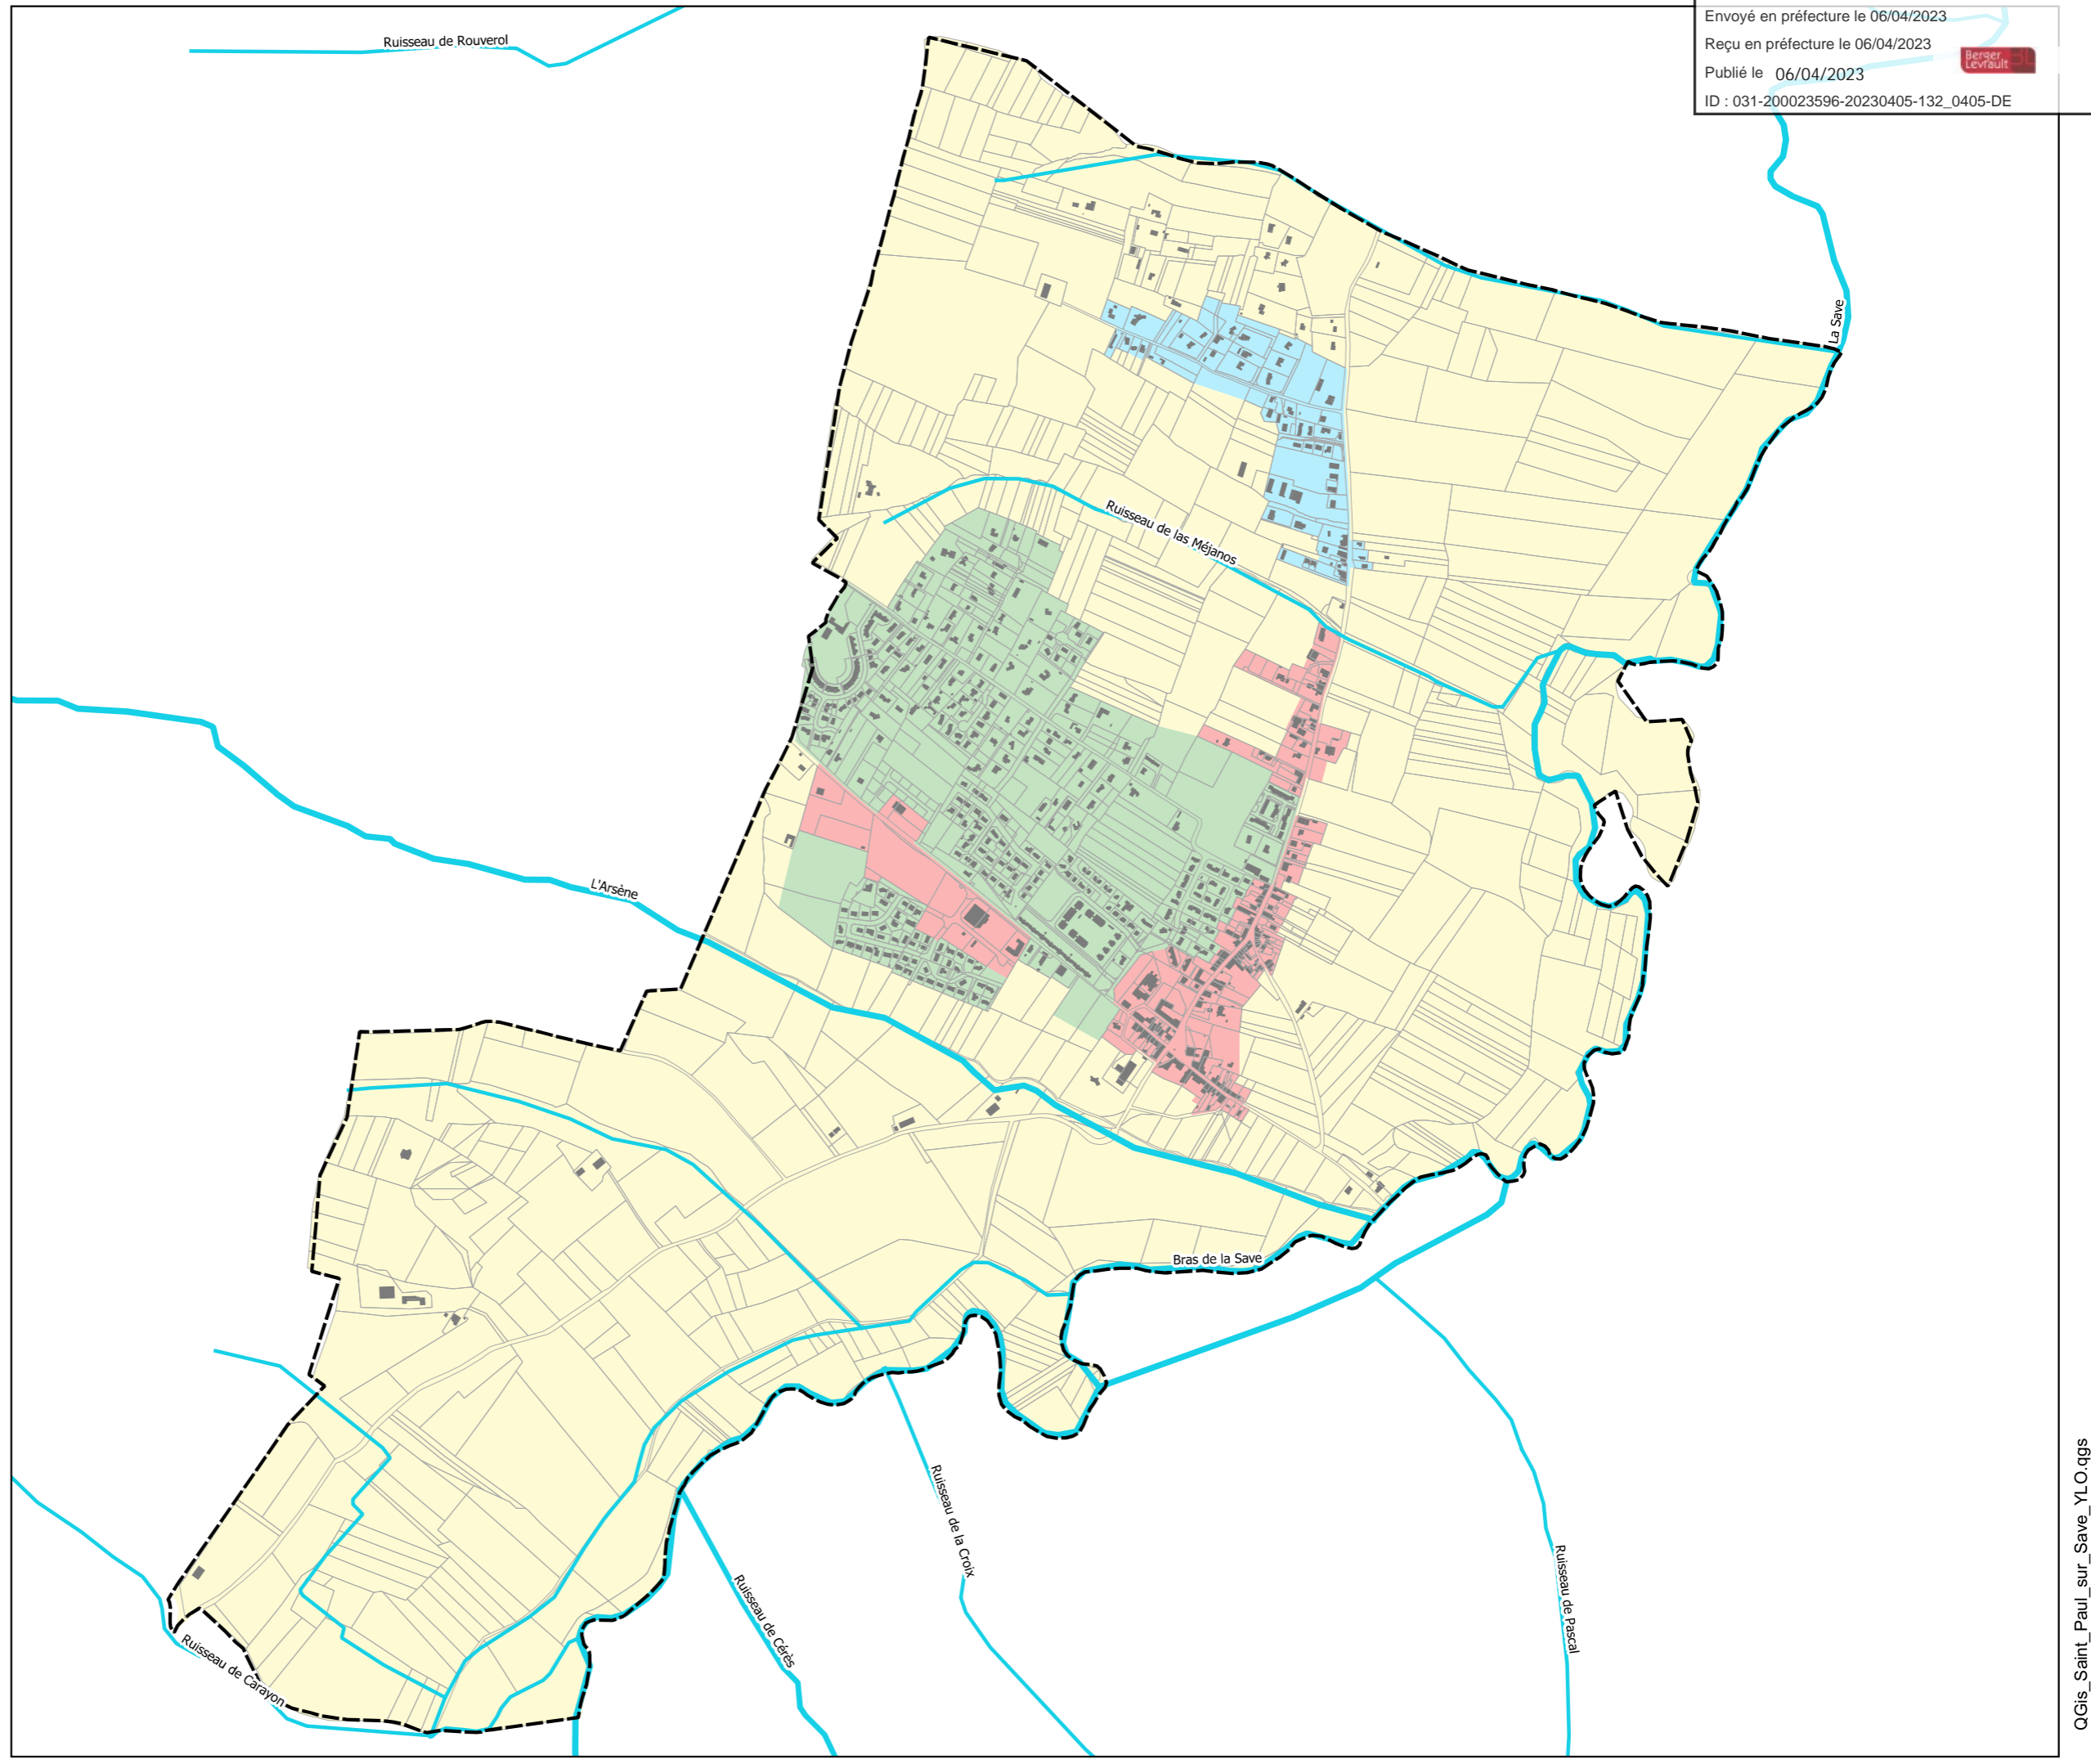 Envoyé en préfecture le 06/04/2023
Reçu en préfecture le 06/04/2023
Publié le 06/04/2023
Berger
Levrault
ID : 031-200023596-20230405-132_0405-DE
Ruisseau de Rouverol
La Save
Ruisseau de las Méjanos
L'Arsène
Bras de la Save
Ruisseau de la Croix
Ruisseau de Pascal
Ruisseau de Cérès
Ruisseau de Carayon
QGis_Saint_Paul_sur_Save_YLO.qgs